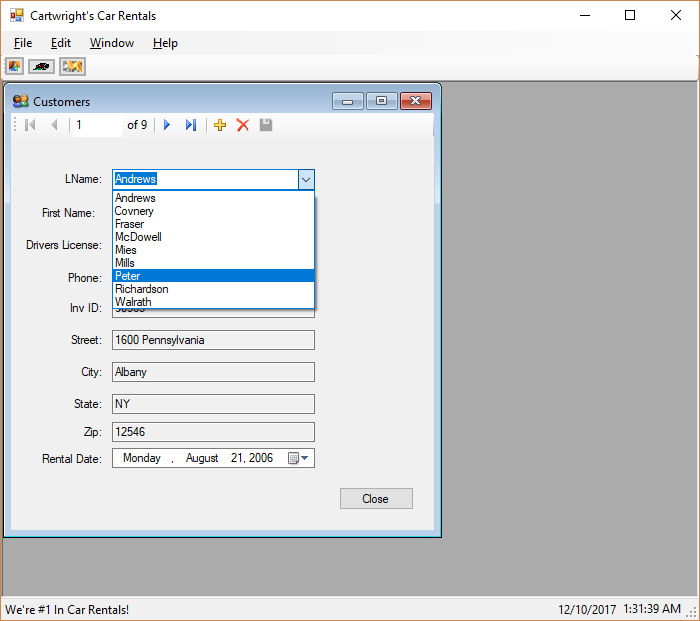 Cartwright's Car Rentals
File Edit Window Help
Customers
1 of 9
LName: Andrews
Andrews
Covnery
First Name: Fraser
McDowell
Drivers License: Mies
Mills
Phone: Peter
Richardson
Walrath
Inv ID:
Street: 1600 Pennsylvania
City: Albany
State: NY
Zip: 12546
Rental Date: Monday , August 21, 2006
Close
We're #1 In Car Rentals! 12/10/2017 1:31:39 AM